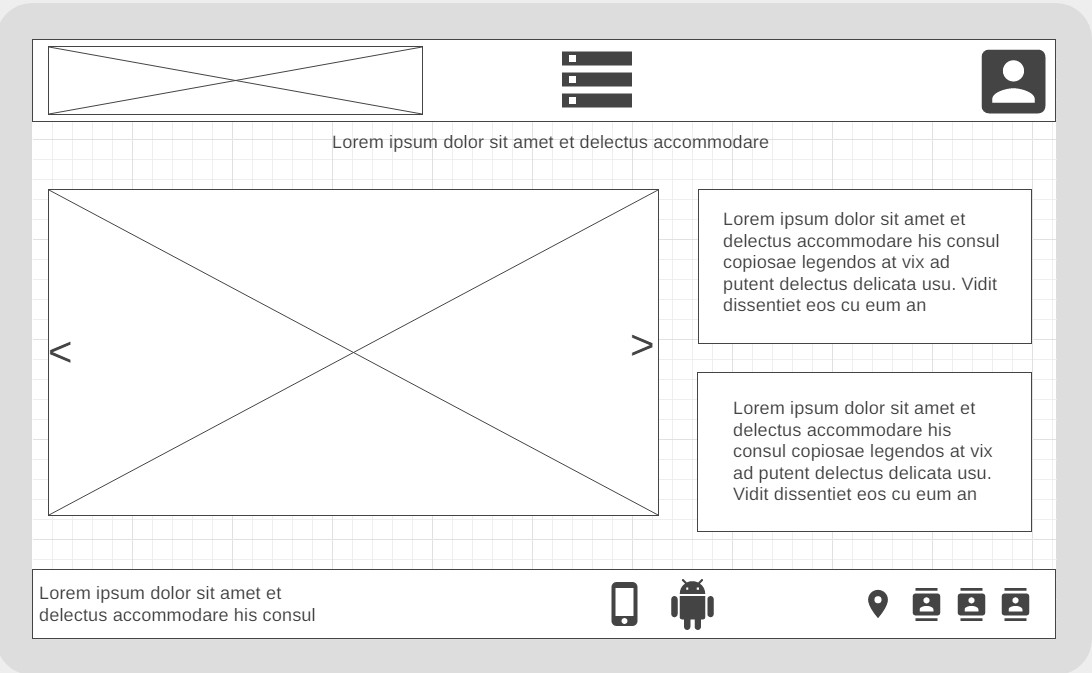 Lorem ipsum dolor sit amet et delectus accommodare
<
>
Lorem ipsum dolor sit amet et
delectus accommodare his consul
copiosae legendos at vix ad
putent delectus delicata usu. Vidit
dissentiet eos cu eum an
Lorem ipsum dolor sit amet et
delectus accommodare his
consul copiosae legendos at vix
ad putent delectus delicata usu.
Vidit dissentiet eos cu eum an
Lorem ipsum dolor sit amet et
delectus accommodare his consul